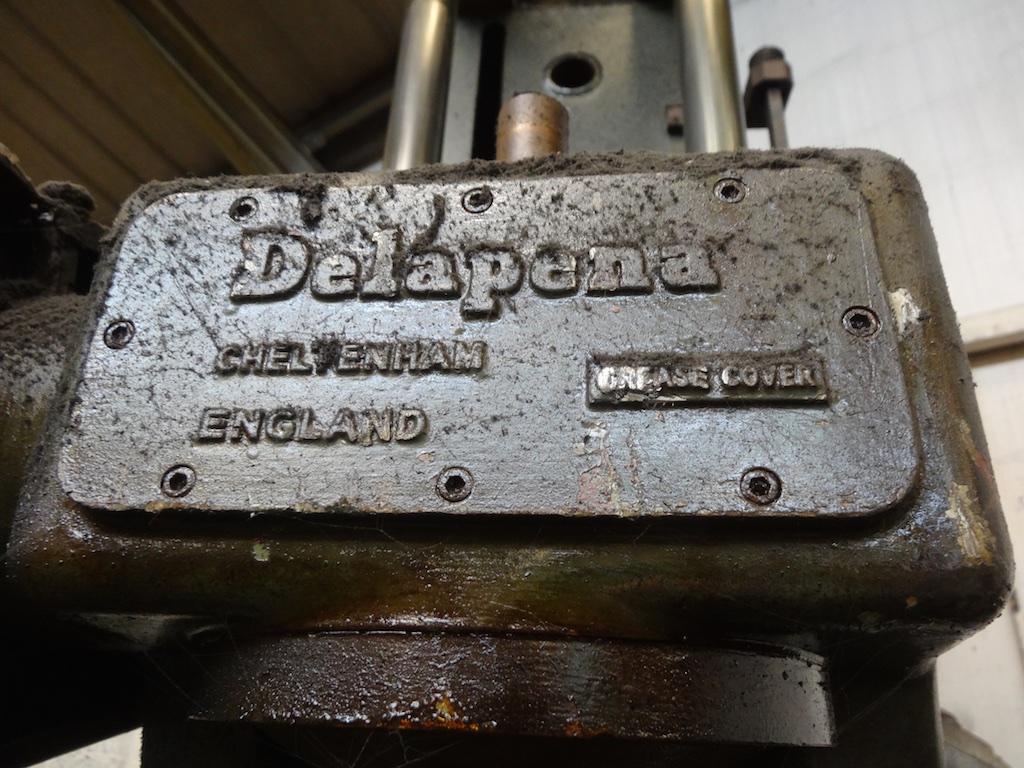 Delapena
CHELTENHAM
GREASE COVER
ENGLAND